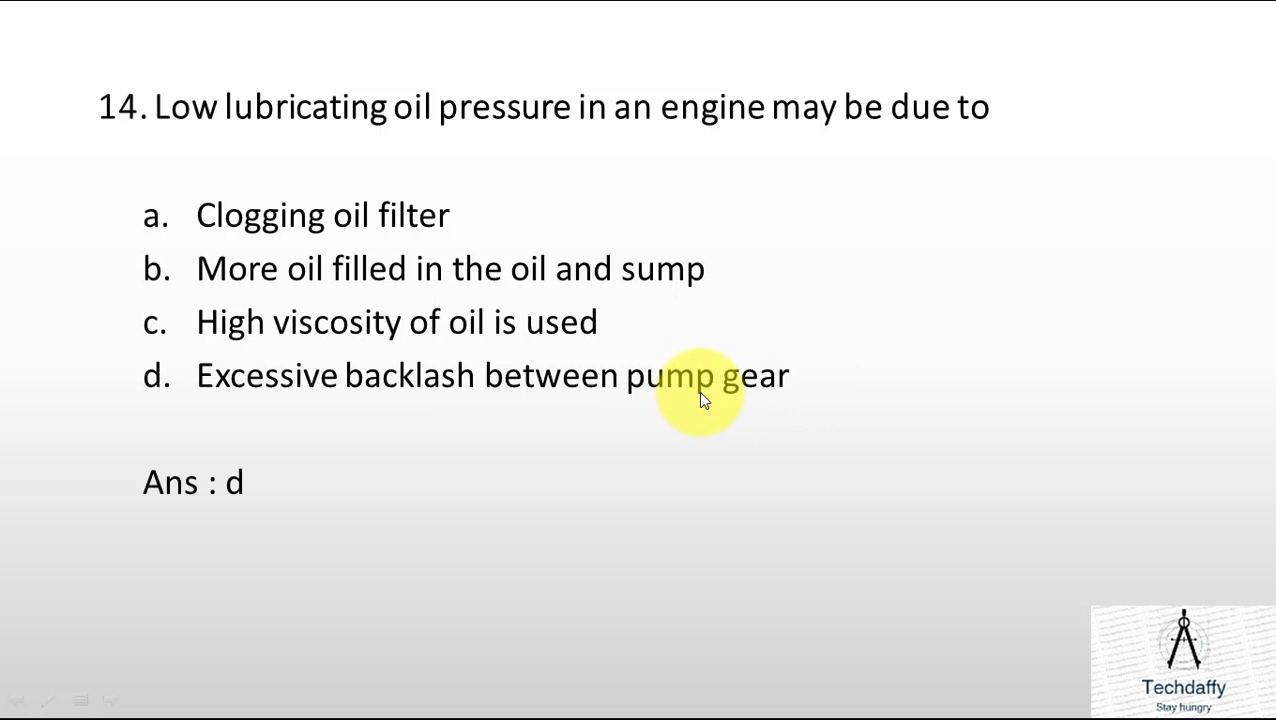 14. Low lubricating oil pressure in an engine may be due to
a. Clogging oil filter
b. More oil filled in the oil and sump
c. High viscosity of oil is used
d. Excessive backlash between pump gear
Ans : d
Techdaffy
Stay hungry